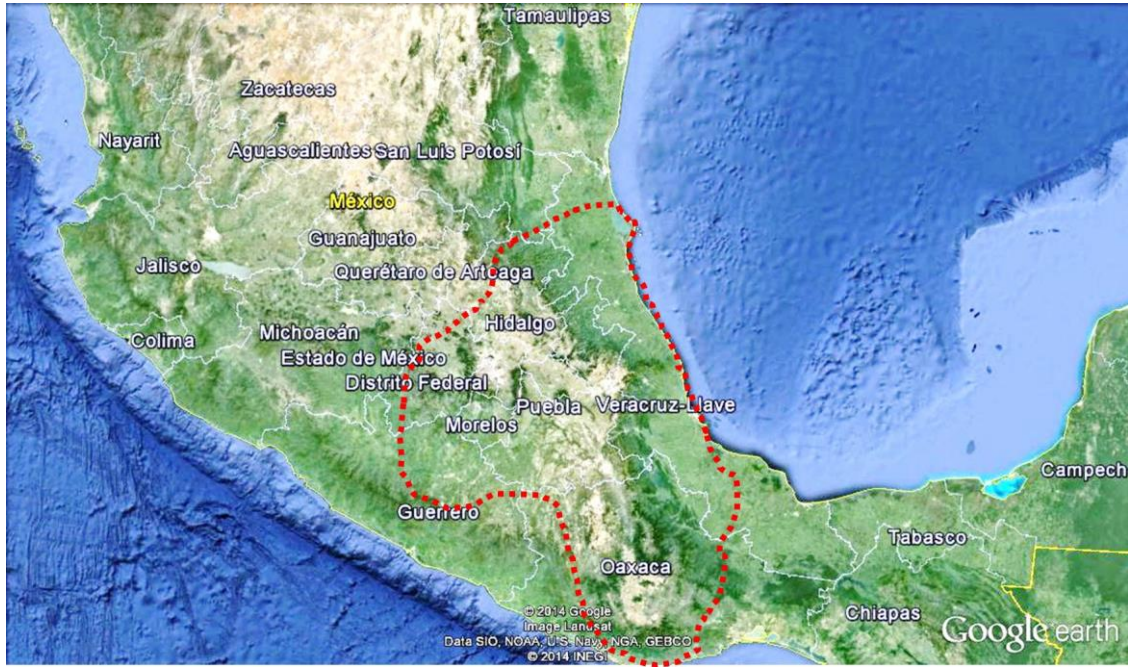 Tamaulipas
Zacatecas
Nayarit
Aguascalientes San Luis Potosí
México
Guanajuato
Jalisco
Querétaro de Arteaga
Hidalgo
Colima
Michoacán
Estado de México
Distrito Federal
Puebla
Veracruz-Llave
Morelos
Campech
Guerrero
Tabasco
Oaxaca
Chiapas
© 2014 Google
Image Landsat
Data SIO, NOAA, U.S. Navy, NGA, GEBCO
© 2014 INEGI
Google earth